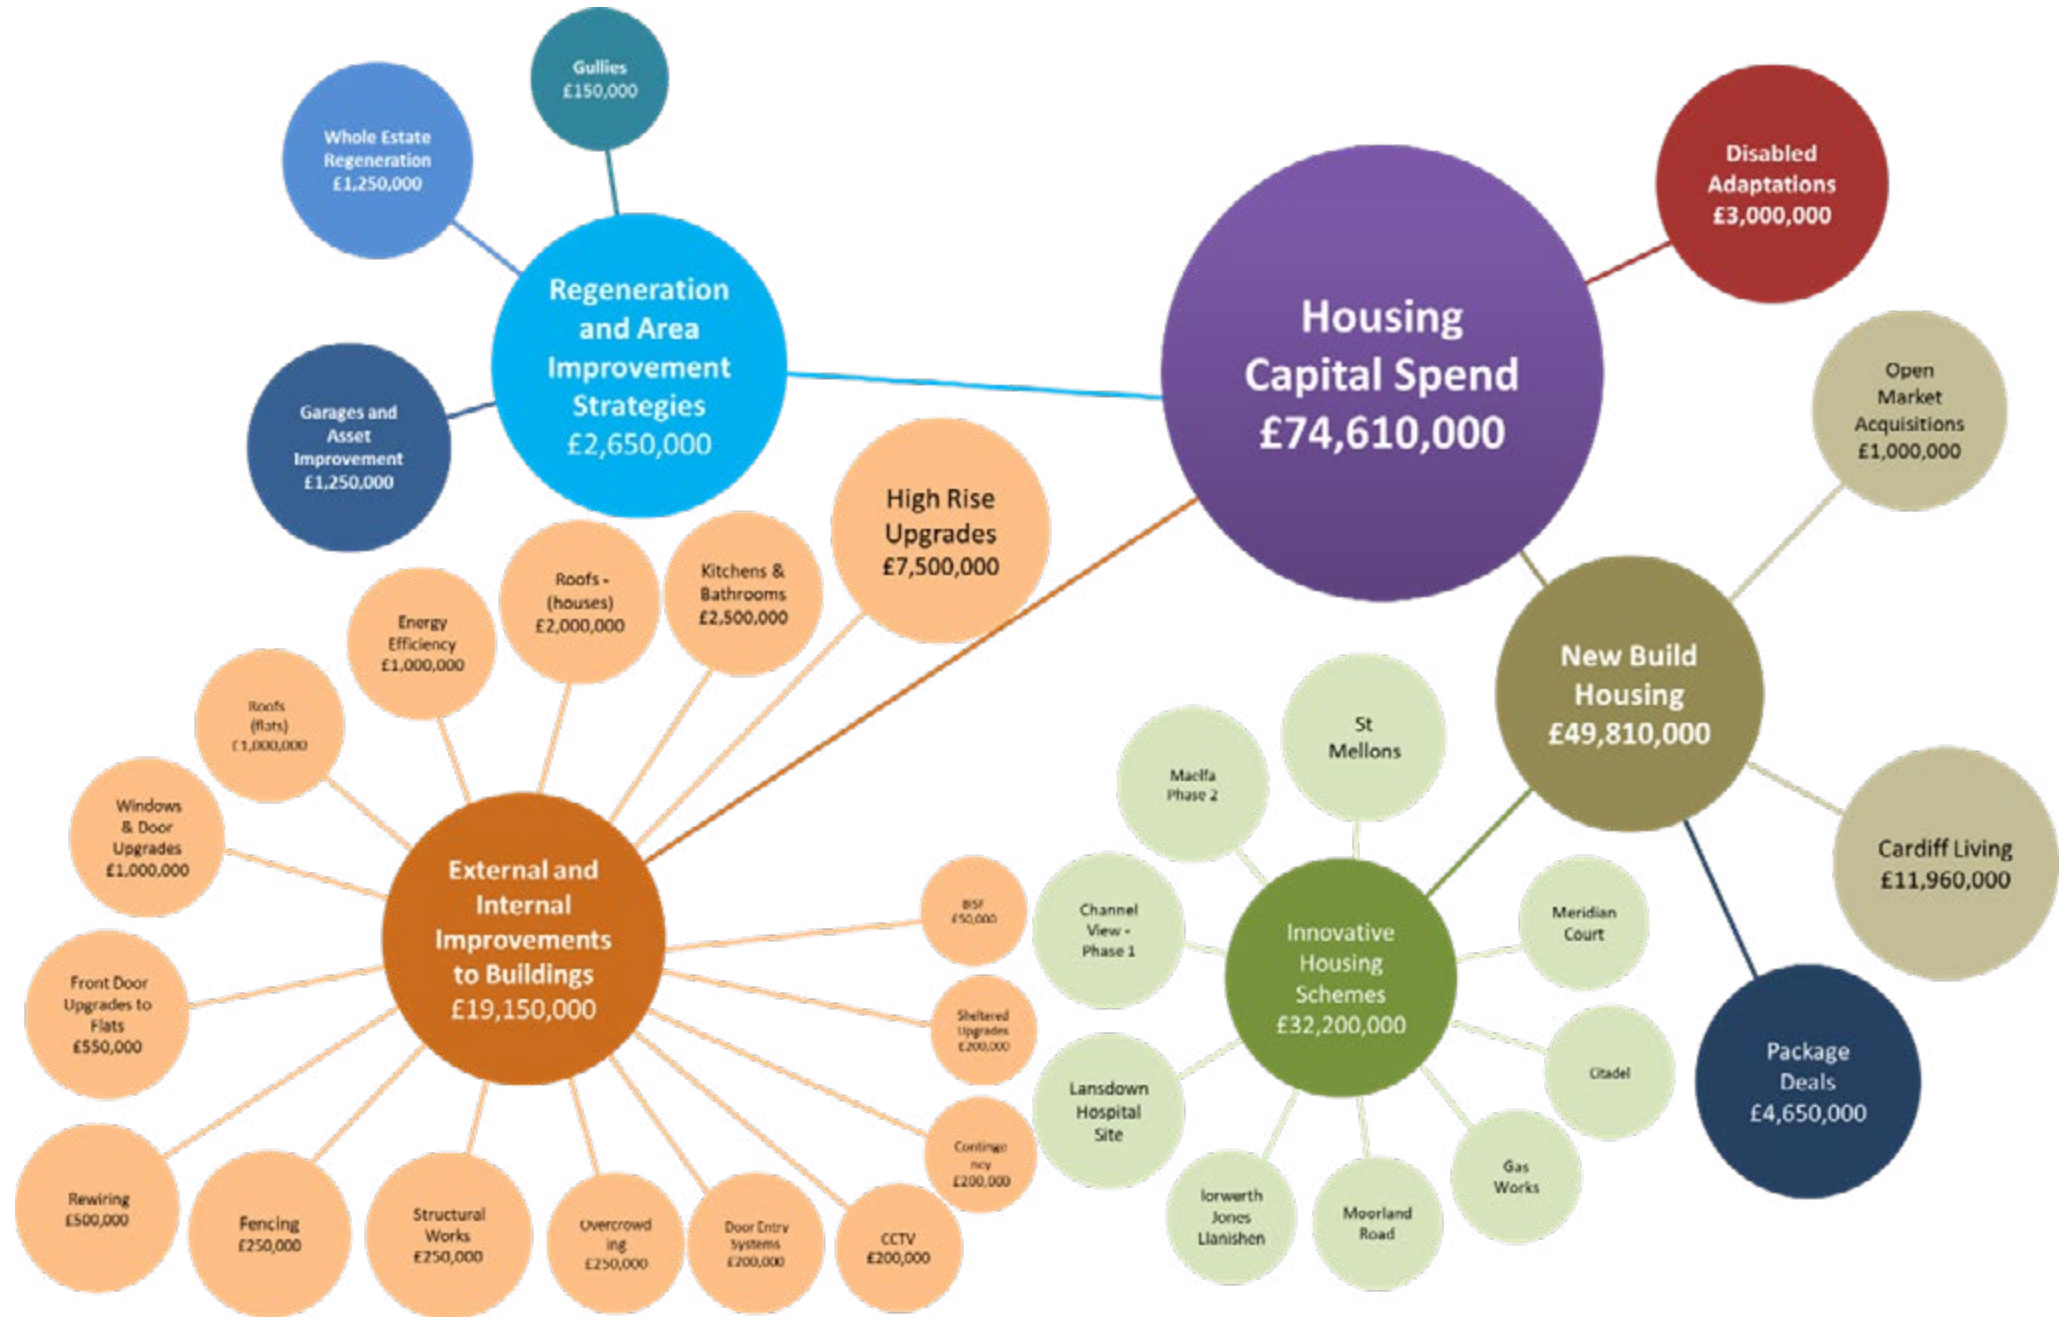 Gullies
£150,000
Whole Estate
Regeneration
£1,250,000
Regeneration
and Area
Improvement
Strategies
£2,650,000
Garages and
Asset
Improvement
£1,250,000
Housing
Capital Spend
£74,610,000
Disabled
Adaptations
£3,000,000
Open
Market
Acquisitions
£1,000,000
New Build
Housing
£49,810,000
Cardiff Living
£11,960,000
Package
Deals
£4,650,000
High Rise
Upgrades
£7,500,000
Kitchens &
Bathrooms
£2,500,000
Roofs -
(houses)
£2,000,000
Energy
Efficiency
£1,000,000
Roofs
(flats)
£1,000,000
Windows
& Door
Upgrades
£1,000,000
Front Door
Upgrades to
Flats
£550,000
External and
Internal
Improvements
to Buildings
£19,150,000
Rewiring
£500,000
Fencing
£250,000
Structural
Works
£250,000
Overcrowd
ing
£250,000
Door Entry
Systems
£200,000
CCTV
£200,000
Continge
ncy
£200,000
Sheltered
Upgrades
£200,000
BISF
£50,000
St
Mellons
Maelfa
Phase 2
Channel
View -
Phase 1
Innovative
Housing
Schemes
£32,200,000
Meridian
Court
Citadel
Gas
Works
Moorland
Road
Iorwerth
Jones
Llanishen
Lansdown
Hospital
Site